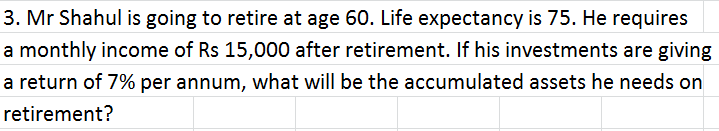 3. Mr Shahul is going to retire at age 60. Life expectancy is 75. He requires
a monthly income of Rs 15,000 after retirement. If his investments are giving
a return of 7% per annum, what will be the accumulated assets he needs on
retirement?